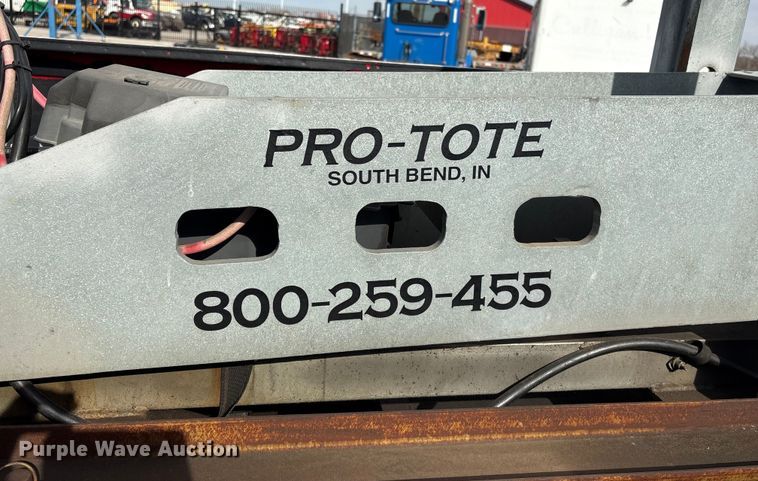 PRO-TOTE
SOUTH BEND, IN
800-259-455
Purple Wave Auction